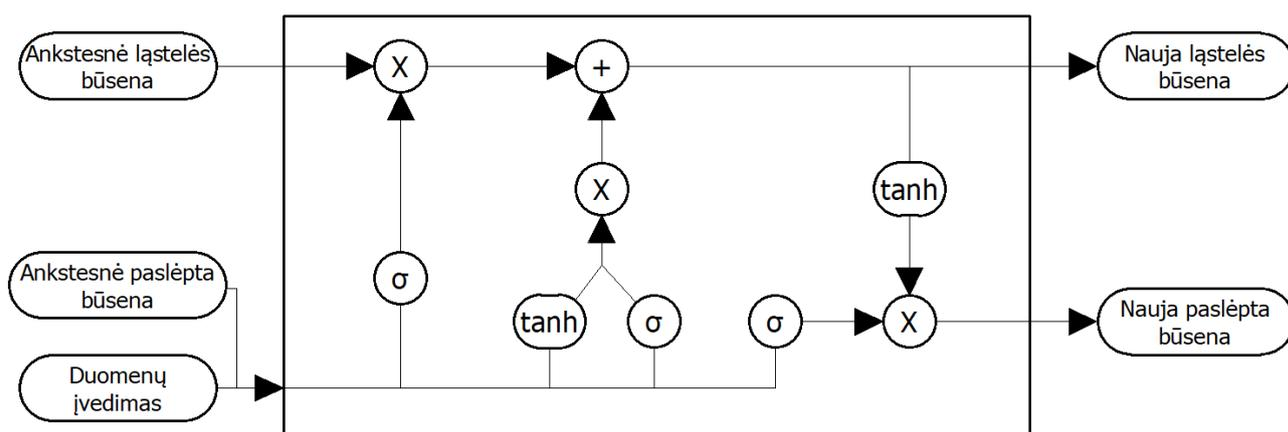 Ankstesnė ląstelės
būsena
X
+
Nauja ląstelės
būsena
X
tanh
Ankstesnė paslėpta
būsena
σ
tanh
σ
σ
X
Nauja paslėpta
būsena
Duomenų
įvedimas